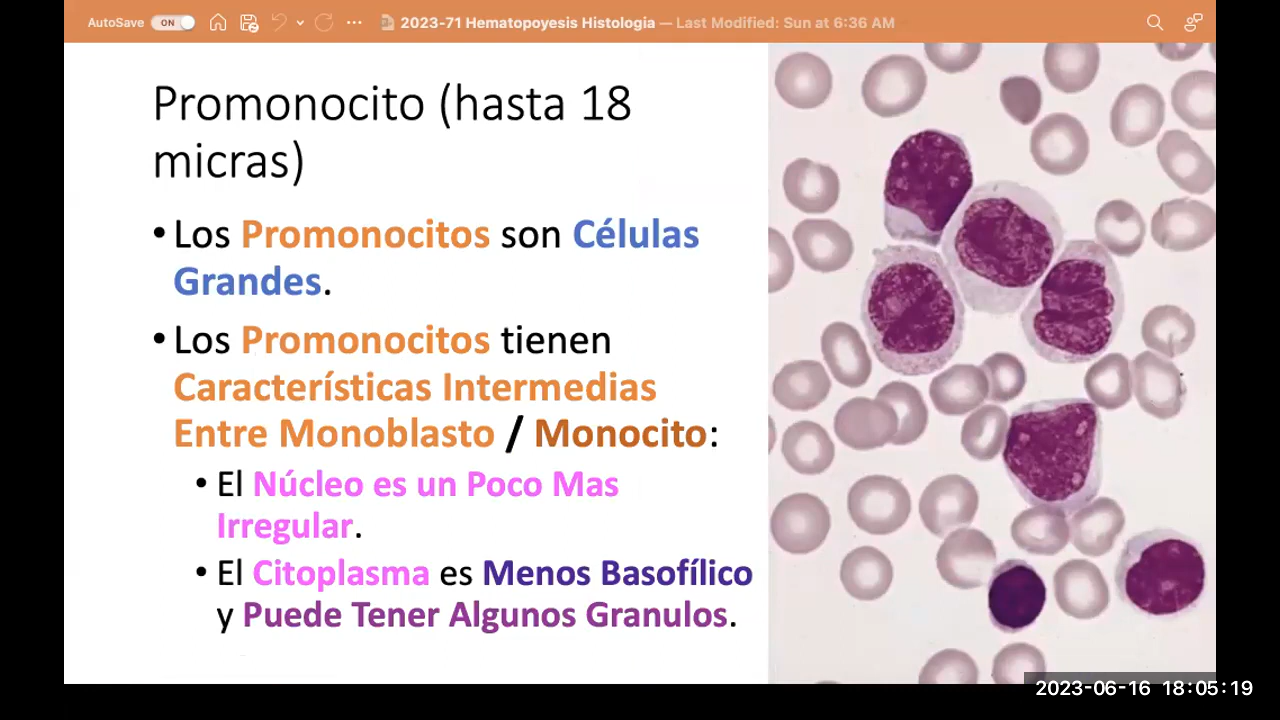 AutoSave ON ... 2023-71 Hematopoyesis Histologia — Last Modified: Sun at 6:36 AM
Promonocito (hasta 18
micras)
• Los Promonocitos son Células
Grandes.
• Los Promonocitos tienen
Características Intermedias
Entre Monoblasto / Monocito:
• El Núcleo es un Poco Mas
Irregular.
• El Citoplasma es Menos Basofílico
y Puede Tener Algunos Granulos.
2023-06-16 18:05:19